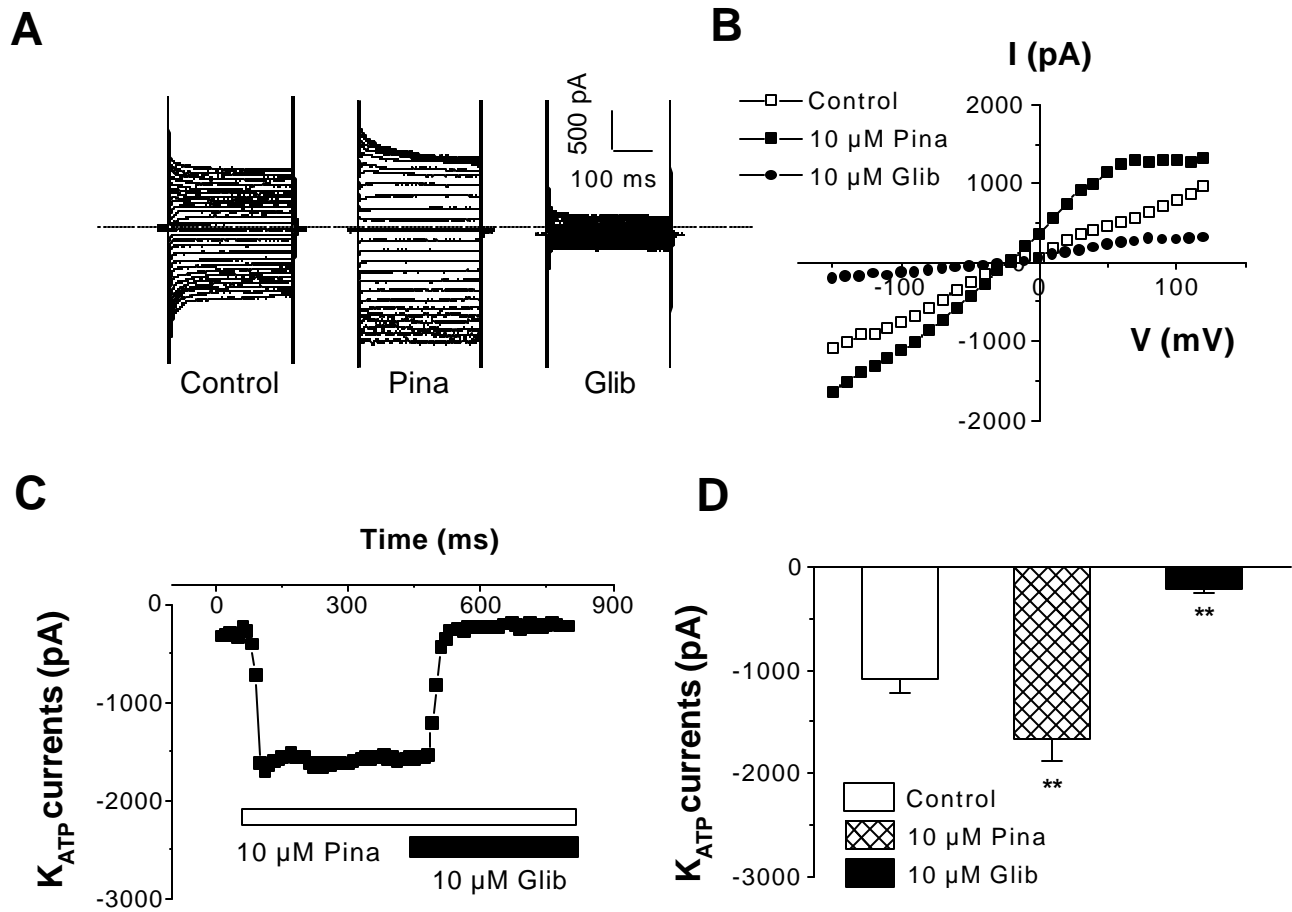 A
500 pA
100 ms
Control
Pina
Glib
B
I (pA)
Control
10 µM Pina
10 µM Glib
2000
1000
0
-1000
-2000
-100
0
100
V (mV)
C
Time (ms)
0
300
600
900
0
-1000
-2000
-3000
KATP currents (pA)
10 µM Pina
10 µM Glib
D
0
-1000
-2000
-3000
KATP currents (pA)
**
**
Control
10 µM Pina
10 µM Glib